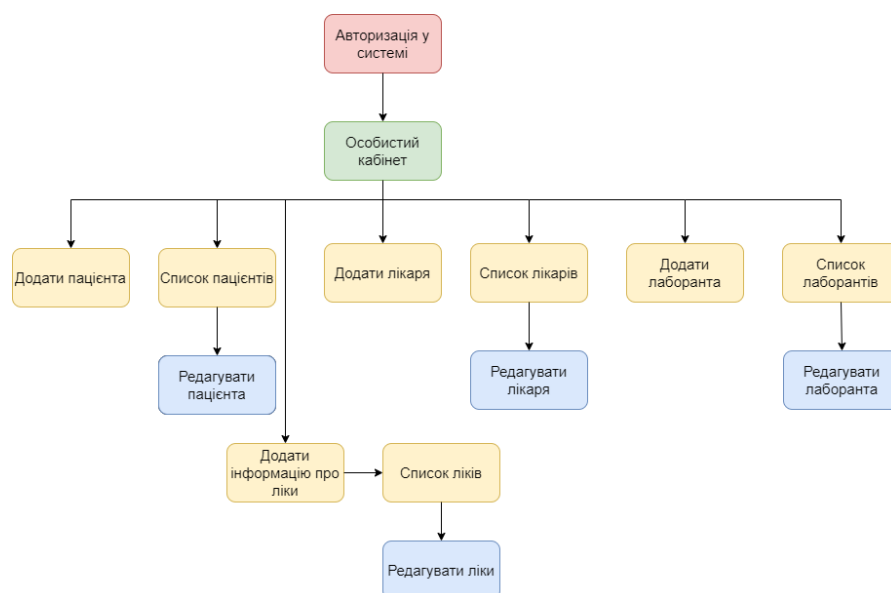 Авторизація у
системі
Особистий
кабінет
Додати пацієнта
Список пацієнтів
Додати лікаря
Список лікарів
Додати
лаборанта
Список
лаборантів
Редагувати
пацієнта
Редагувати
лікаря
Редагувати
лаборанта
Додати
інформацію про
ліки
Список ліків
Редагувати ліки